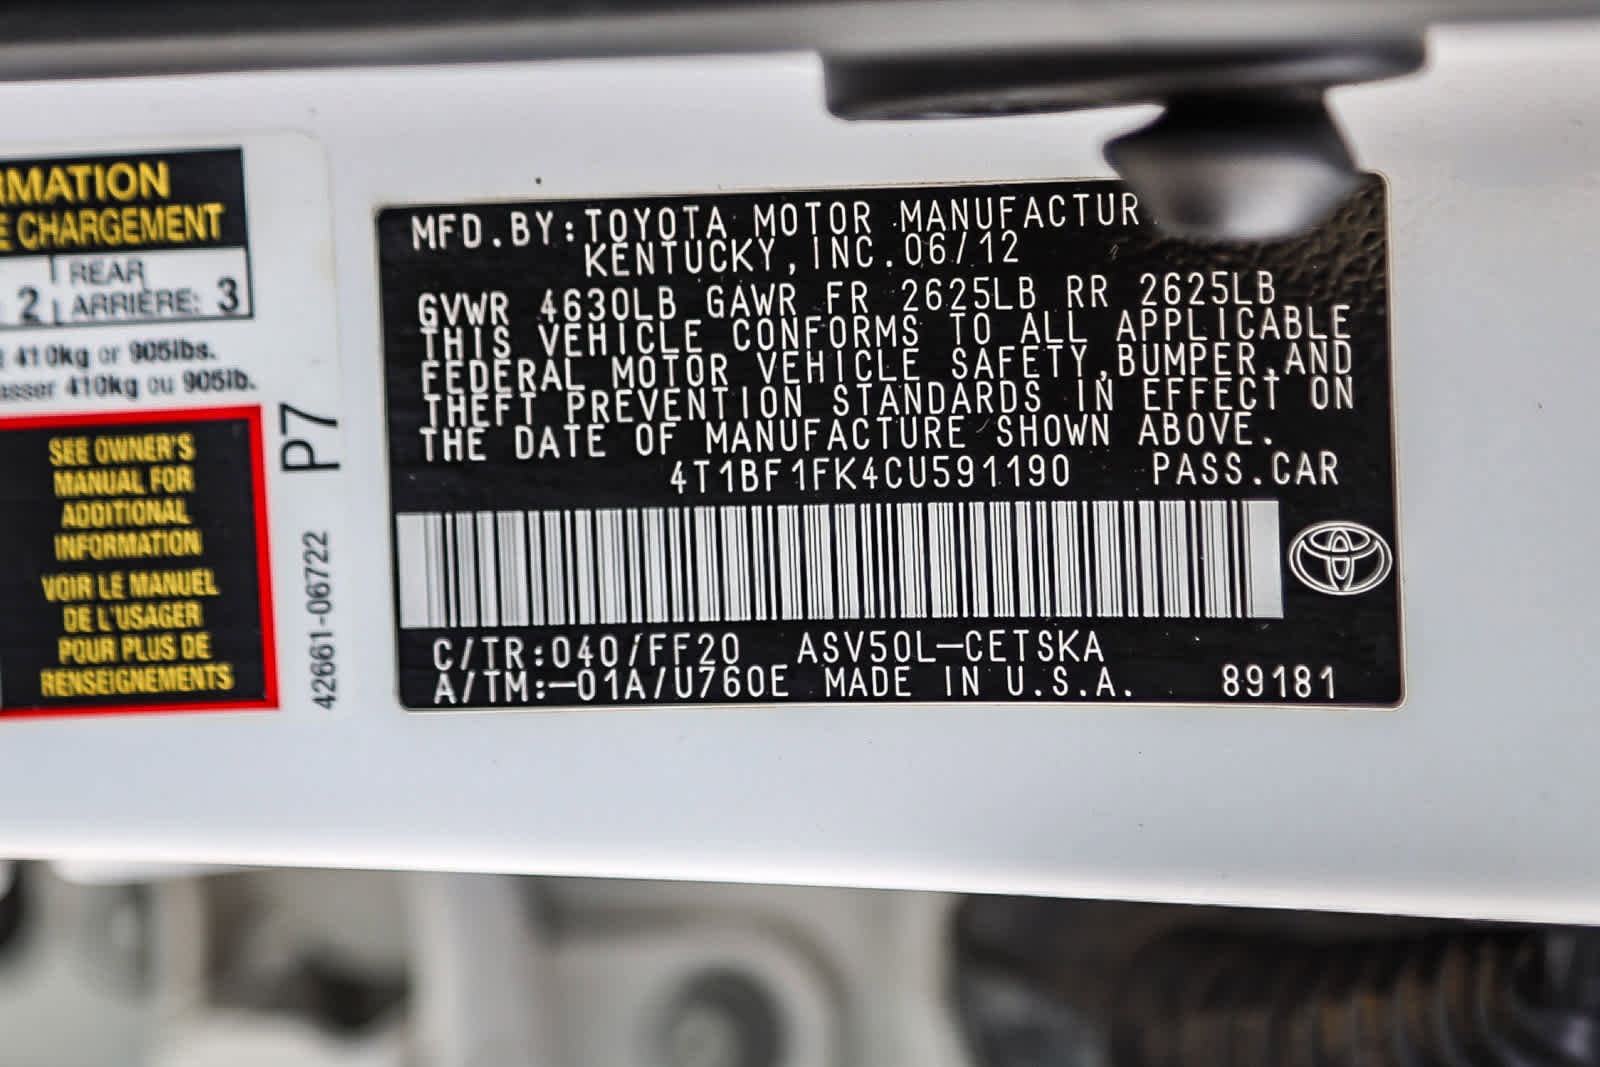 RMATION
E CHARGEMENT
2 REAR
ARRIÈRE: 3
410kg or 905lbs.
asser 410kg ou 905lb.
SEE OWNER'S
MANUAL FOR
ADDITIONAL
INFORMATION
VOIR LE MANUEL
DE L'USAGER
POUR PLUS DE
RENSEIGNEMENTS
P7
42661-06722
MFD.BY:TOYOTA MOTOR MANUFACTUR
KENTUCKY,INC.06/12
GVWR 4630LB GAWR FR 2625LB RR 2625LB
THIS VEHICLE CONFORMS TO ALL APPLICABLE
FEDERAL MOTOR VEHICLE SAFETY,BUMPER,AND
THEFT PREVENTION STANDARDS IN EFFECT ON
THE DATE OF MANUFACTURE SHOWN ABOVE.
4T1BF1FK4CU591190 PASS.CAR
C/TR:040/FF20 ASV50L-CETSKA
A/TM:-01A/U760E MADE IN U.S.A. 89181